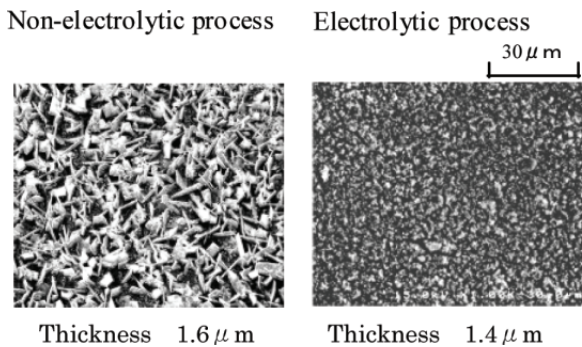 Non-electrolytic process
Electrolytic process
30μm
Thickness 1.6μm
Thickness 1.4μm